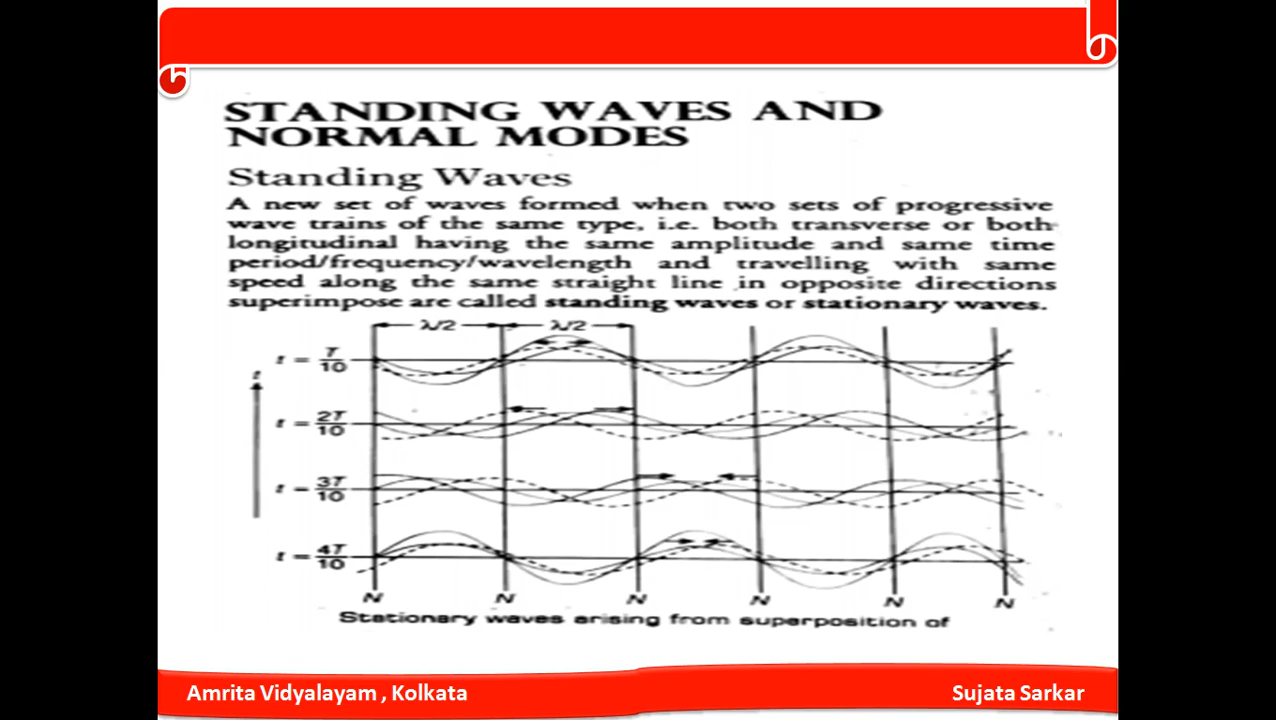 STANDING WAVES AND
NORMAL MODES
Standing Waves
A new set of waves formed when two sets of progressive
wave trains of the same type, i.e. both transverse or both
longitudinal having the same amplitude and same time
period/frequency/wavelength and travelling with same
speed along the same straight line in opposite directions
superimpose are called standing waves or stationary waves.
λ/2 λ/2
t = T/10
t
t = 2T/10
t = 3T/10
t = 4T/10
N N N N N N
Stationary waves arising from superposition of
Amrita Vidyalayam , Kolkata
Sujata Sarkar